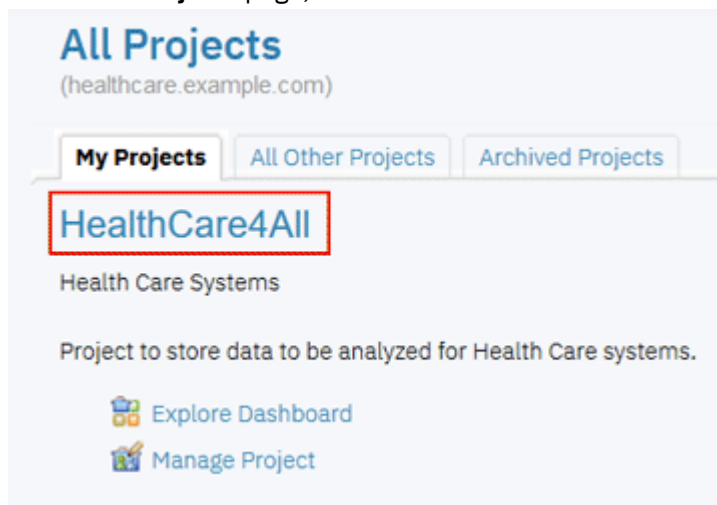 page,
All Projects
(healthcare.example.com)
My Projects All Other Projects Archived Projects
HealthCare4All
Health Care Systems
Project to store data to be analyzed for Health Care systems.
Explore Dashboard
Manage Project